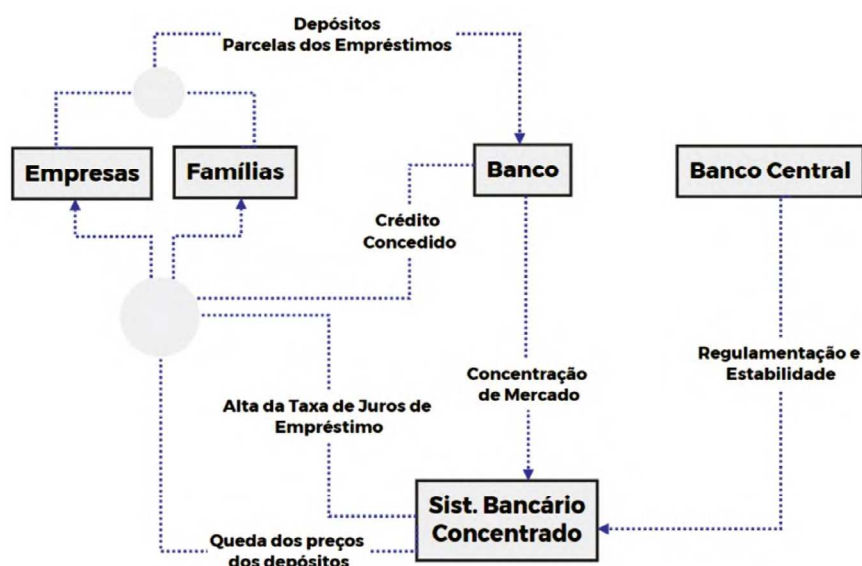 Depósitos
Parcelas dos Empréstimos
Empresas
Famílias
Banco
Banco Central
Crédito
Concedido
Regulamentação e
Estabilidade
Concentração
de Mercado
Alta da Taxa de Juros de
Empréstimo
Sist. Bancário
Concentrado
Queda dos preços
dos depósitos